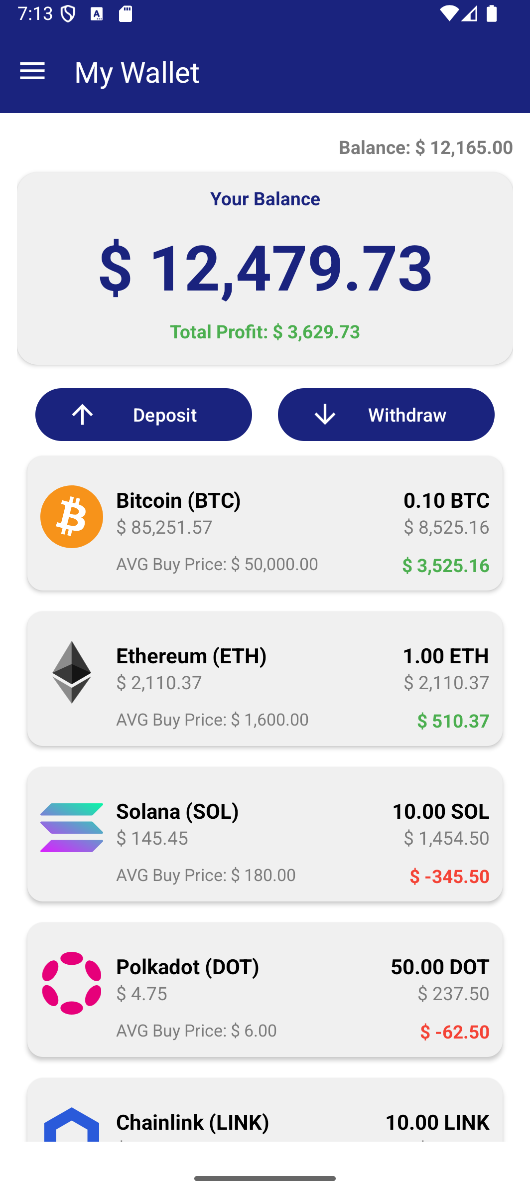 7:13
My Wallet
Balance: $ 12,165.00
Your Balance
$ 12,479.73
Total Profit: $ 3,629.73
Deposit
Withdraw
Bitcoin (BTC)
0.10 BTC
$ 85,251.57
$ 8,525.16
AVG Buy Price: $ 50,000.00
$ 3,525.16
Ethereum (ETH)
1.00 ETH
$ 2,110.37
$ 2,110.37
AVG Buy Price: $ 1,600.00
$ 510.37
Solana (SOL)
10.00 SOL
$ 145.45
$ 1,454.50
AVG Buy Price: $ 180.00
$ -345.50
Polkadot (DOT)
50.00 DOT
$ 4.75
$ 237.50
AVG Buy Price: $ 6.00
$ -62.50
Chainlink (LINK)
10.00 LINK